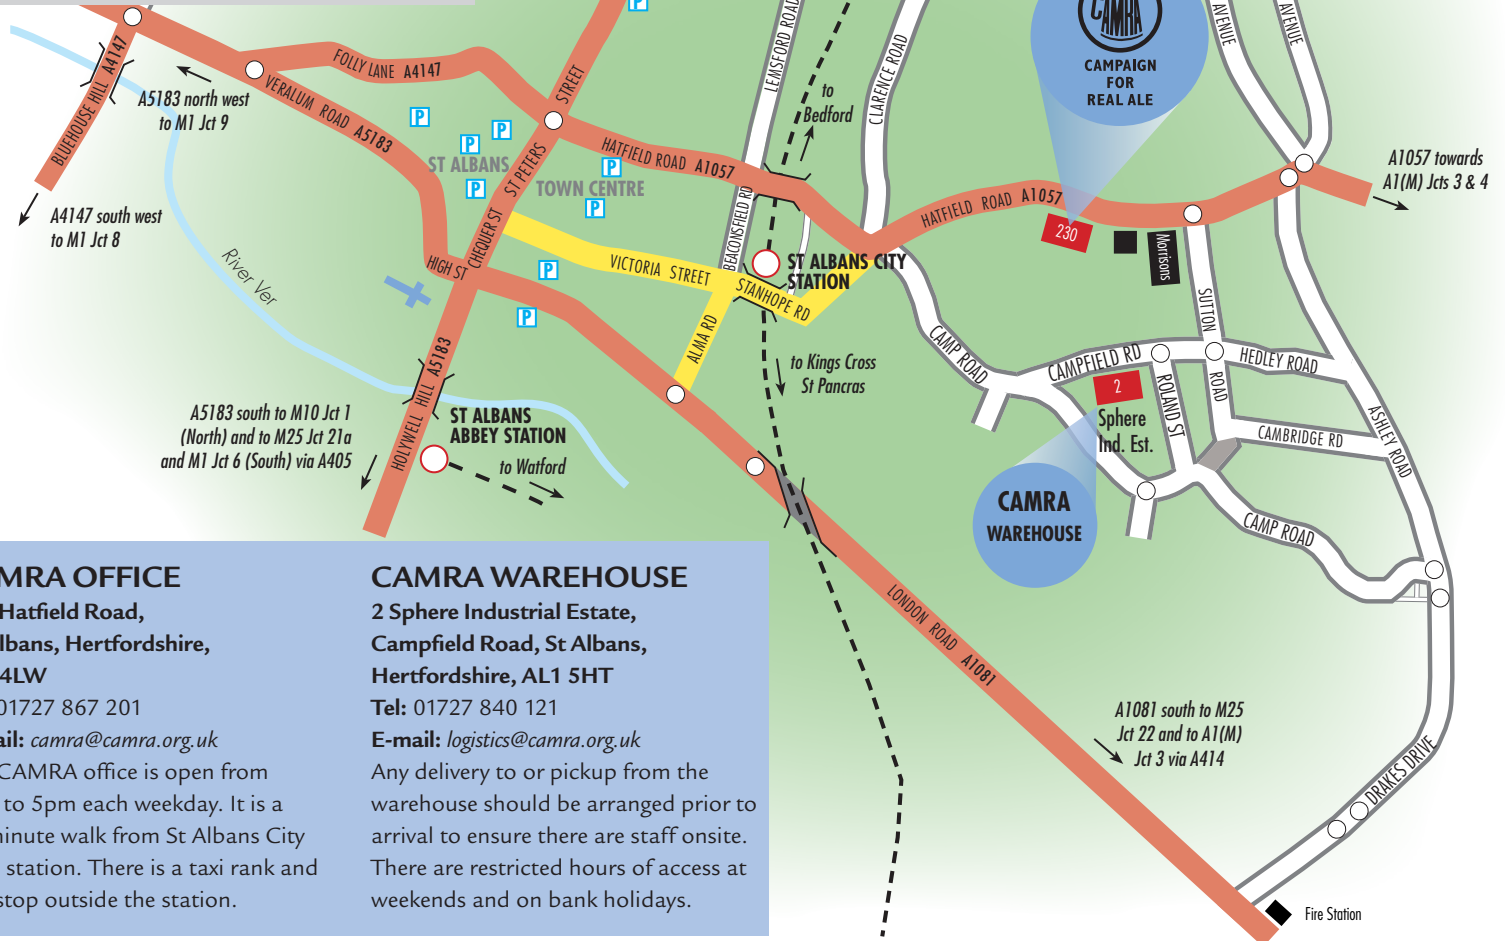 CAMRA
CAMPAIGN
FOR
REAL ALE
AVENUE
AVENUE
LEMSFORD ROAD
CLARENCE ROAD
to
Bedford
BLUEHOUSE HILL A4147
FOLLY LANE A4147
A5183 north west
to M1 Jct 9
VERALUM ROAD A5183
STREET
ST PETERS
CHEQUER ST
HIGH ST
P
P
P
P
P
P
P
P
P
ST ALBANS
TOWN CENTRE
HATFIELD ROAD A1057
BEACONSFIELD RD
HATFIELD ROAD A1057
A1057 towards
A1(M) Jcts 3 & 4
A4147 south west
to M1 Jct 8
River Ver
230
Morrisons
VICTORIA STREET
STANHOPE RD
ST ALBANS CITY
STATION
ALMA RD
to Kings Cross
St Pancras
CAMP ROAD
CAMPFIELD RD
SUTTON
ROAD
HEDLEY ROAD
ROLAND ST
2
Sphere
Ind. Est.
CAMBRIDGE RD
ASHLEY ROAD
A5183 south to M10 Jct 1
(North) and to M25 Jct 21a
and M1 Jct 6 (South) via A405
HOLYWELL HILL A5183
ST ALBANS
ABBEY STATION
to Watford
CAMRA
WAREHOUSE
CAMP ROAD
LONDON ROAD A1081
A1081 south to M25
Jct 22 and to A1(M)
Jct 3 via A414
DRAKES DRIVE
Fire Station
MRA OFFICE
Hatfield Road,
lbans, Hertfordshire,
4LW
01727 867 201
ail: camra@camra.org.uk
CAMRA office is open from
to 5pm each weekday. It is a
minute walk from St Albans City
station. There is a taxi rank and
stop outside the station.
CAMRA WAREHOUSE
2 Sphere Industrial Estate,
Campfield Road, St Albans,
Hertfordshire, AL1 5HT
Tel: 01727 840 121
E-mail: logistics@camra.org.uk
Any delivery to or pickup from the
warehouse should be arranged prior to
arrival to ensure there are staff onsite.
There are restricted hours of access at
weekends and on bank holidays.